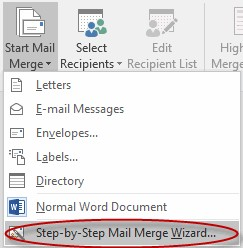 Start Mail
Merge
Select
Recipients
Edit
Recipient List
High
Merge
Letters
E-mail Messages
Envelopes...
Labels...
Directory
Normal Word Document
Step-by-Step Mail Merge Wizard...